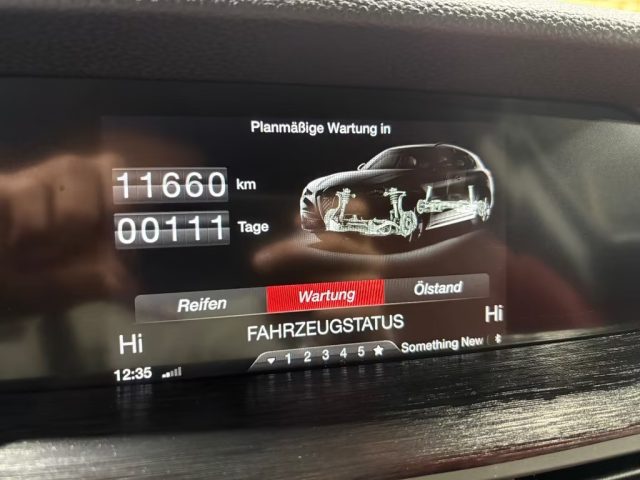 Planmäßige Wartung in
11660 km
00111 Tage
Reifen Wartung Ölstand
Hi FAHRZEUGSTATUS Hi
1 2 3 4 5 Something New
12:35